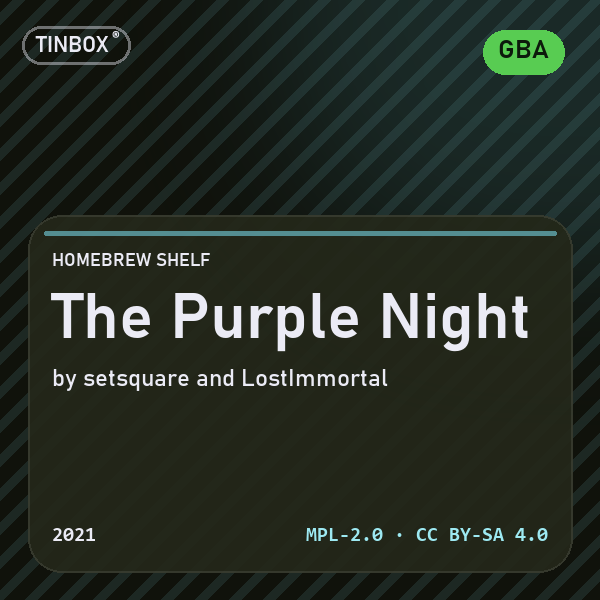 TINBOX®
GBA
HOMEBREW SHELF
The Purple Night
by setsquare and LostImmortal
2021
MPL-2.0 · CC BY-SA 4.0